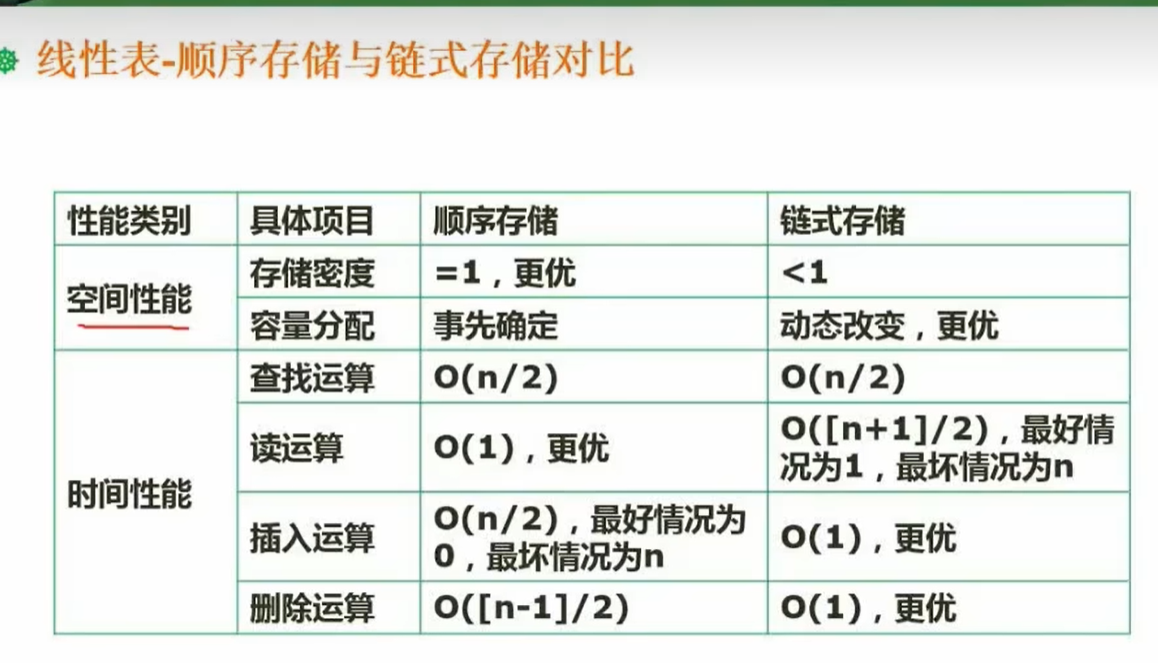 线性表-顺序存储与链式存储对比
性能类别 具体项目 顺序存储 链式存储
空间性能 存储密度 =1，更优 <1
容量分配 事先确定 动态改变，更优
时间性能 查找运算 O(n/2) O(n/2)
读运算 O(1)，更优 O([n+1]/2)，最好情
况为1，最坏情况为n
插入运算 O(n/2)，最好情况为
0，最坏情况为n O(1)，更优
删除运算 O([n-1]/2) O(1)，更优